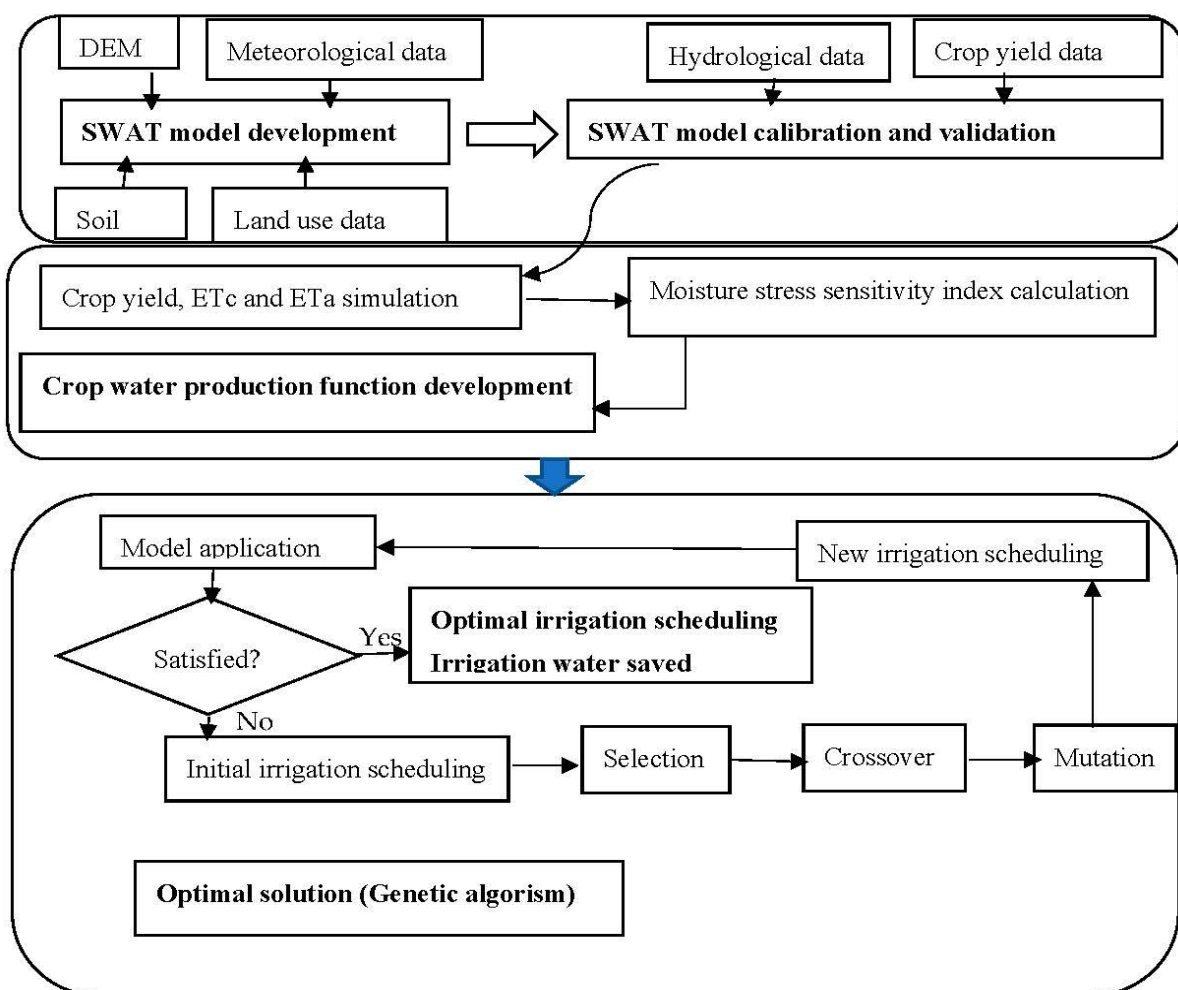 DEM
Meteorological data
Hydrological data
Crop yield data
SWAT model development
SWAT model calibration and validation
Soil
Land use data
Crop yield, ETc and ETa simulation
Moisture stress sensitivity index calculation
Crop water production function development
Model application
New irrigation scheduling
Satisfied?
Yes
Optimal irrigation scheduling
Irrigation water saved
No
Initial irrigation scheduling
Selection
Crossover
Mutation
Optimal solution (Genetic algorism)